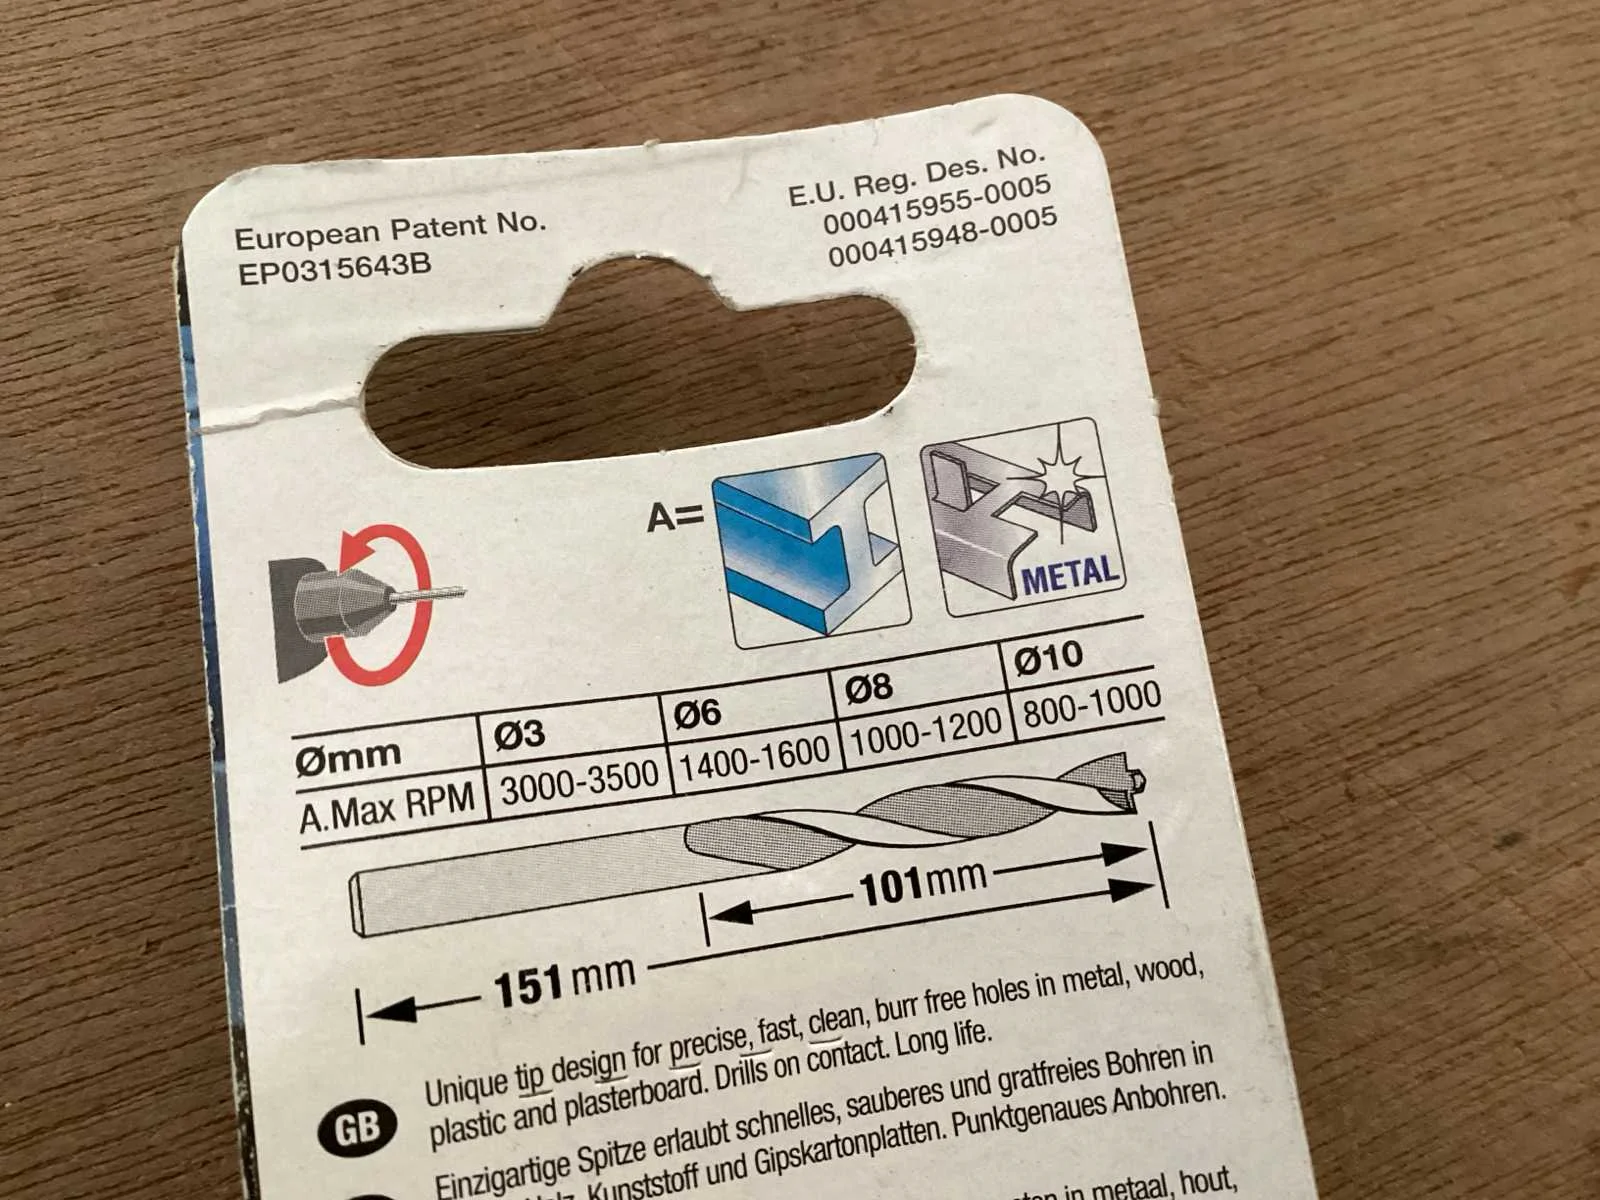 European Patent No.
EP0315643B
E.U. Reg. Des. No.
000415955-0005
000415948-0005
A=
METAL
Ømm Ø3 Ø6 Ø8 Ø10
A.Max RPM 3000-3500 1400-1600 1000-1200 800-1000
101mm
151mm
GB
Unique tip design for precise, fast, clean, burr free holes in metal, wood,
plastic and plasterboard. Drills on contact. Long life.
Einzigartige Spitze erlaubt schnelles, sauberes und gratfreies Bohren in
Kunststoff und Gipskartonplatten. Punktgenaues Anbohren.
in metaal, hout,